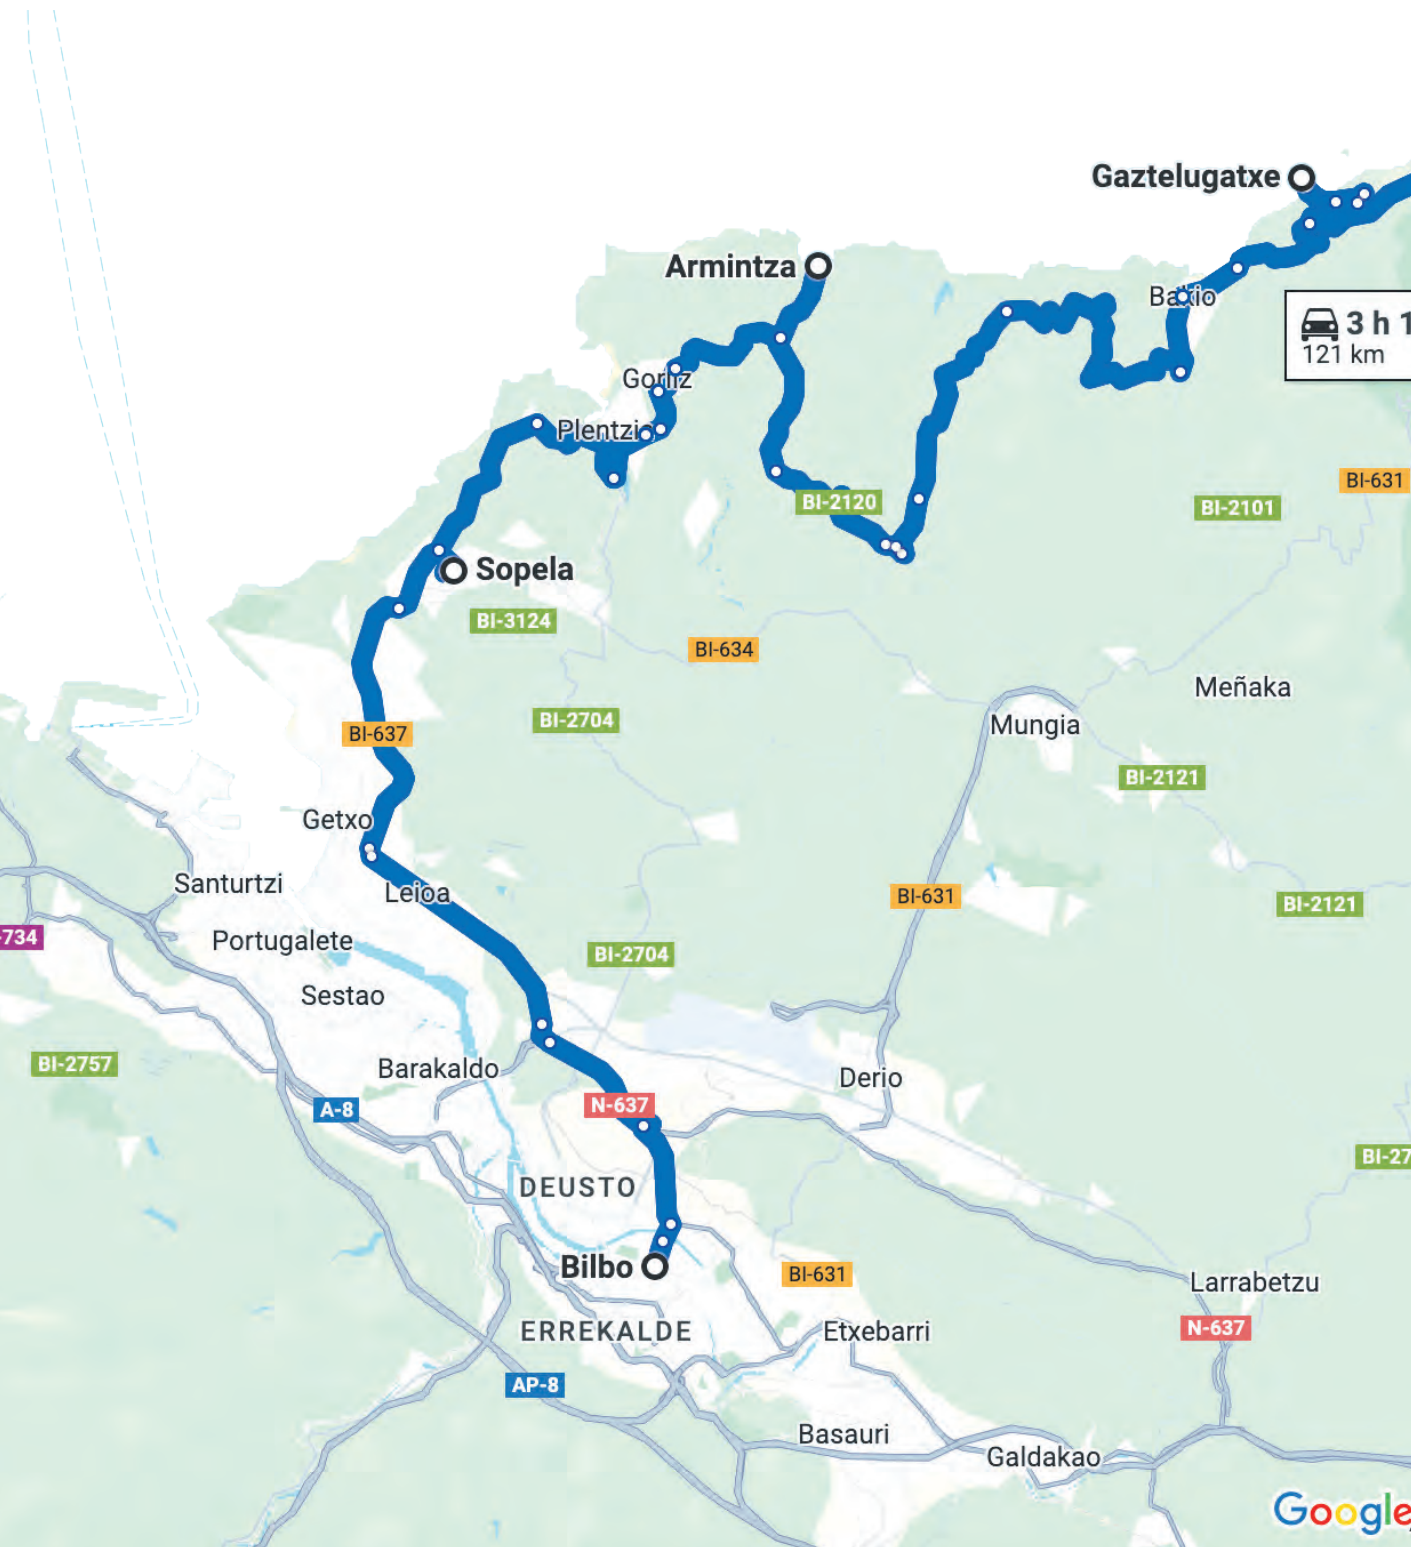 Gaztelugatxe
Armintza
Bakio
3 h 1
121 km
Gorliz
Plentzia
BI-631
BI-2120
BI-2101
Sopela
BI-3124
BI-634
Meñaka
BI-2704
Mungia
BI-637
BI-2121
Getxo
Santurtzi
Leioa
BI-631
BI-2121
-734
Portugalete
BI-2704
Sestao
BI-2757
Barakaldo
Derio
A-8
N-637
BI-27
DEUSTO
Bilbo
BI-631
Larrabetzu
ERREKALDE
Etxebarri
N-637
AP-8
Basauri
Galdakao
Google